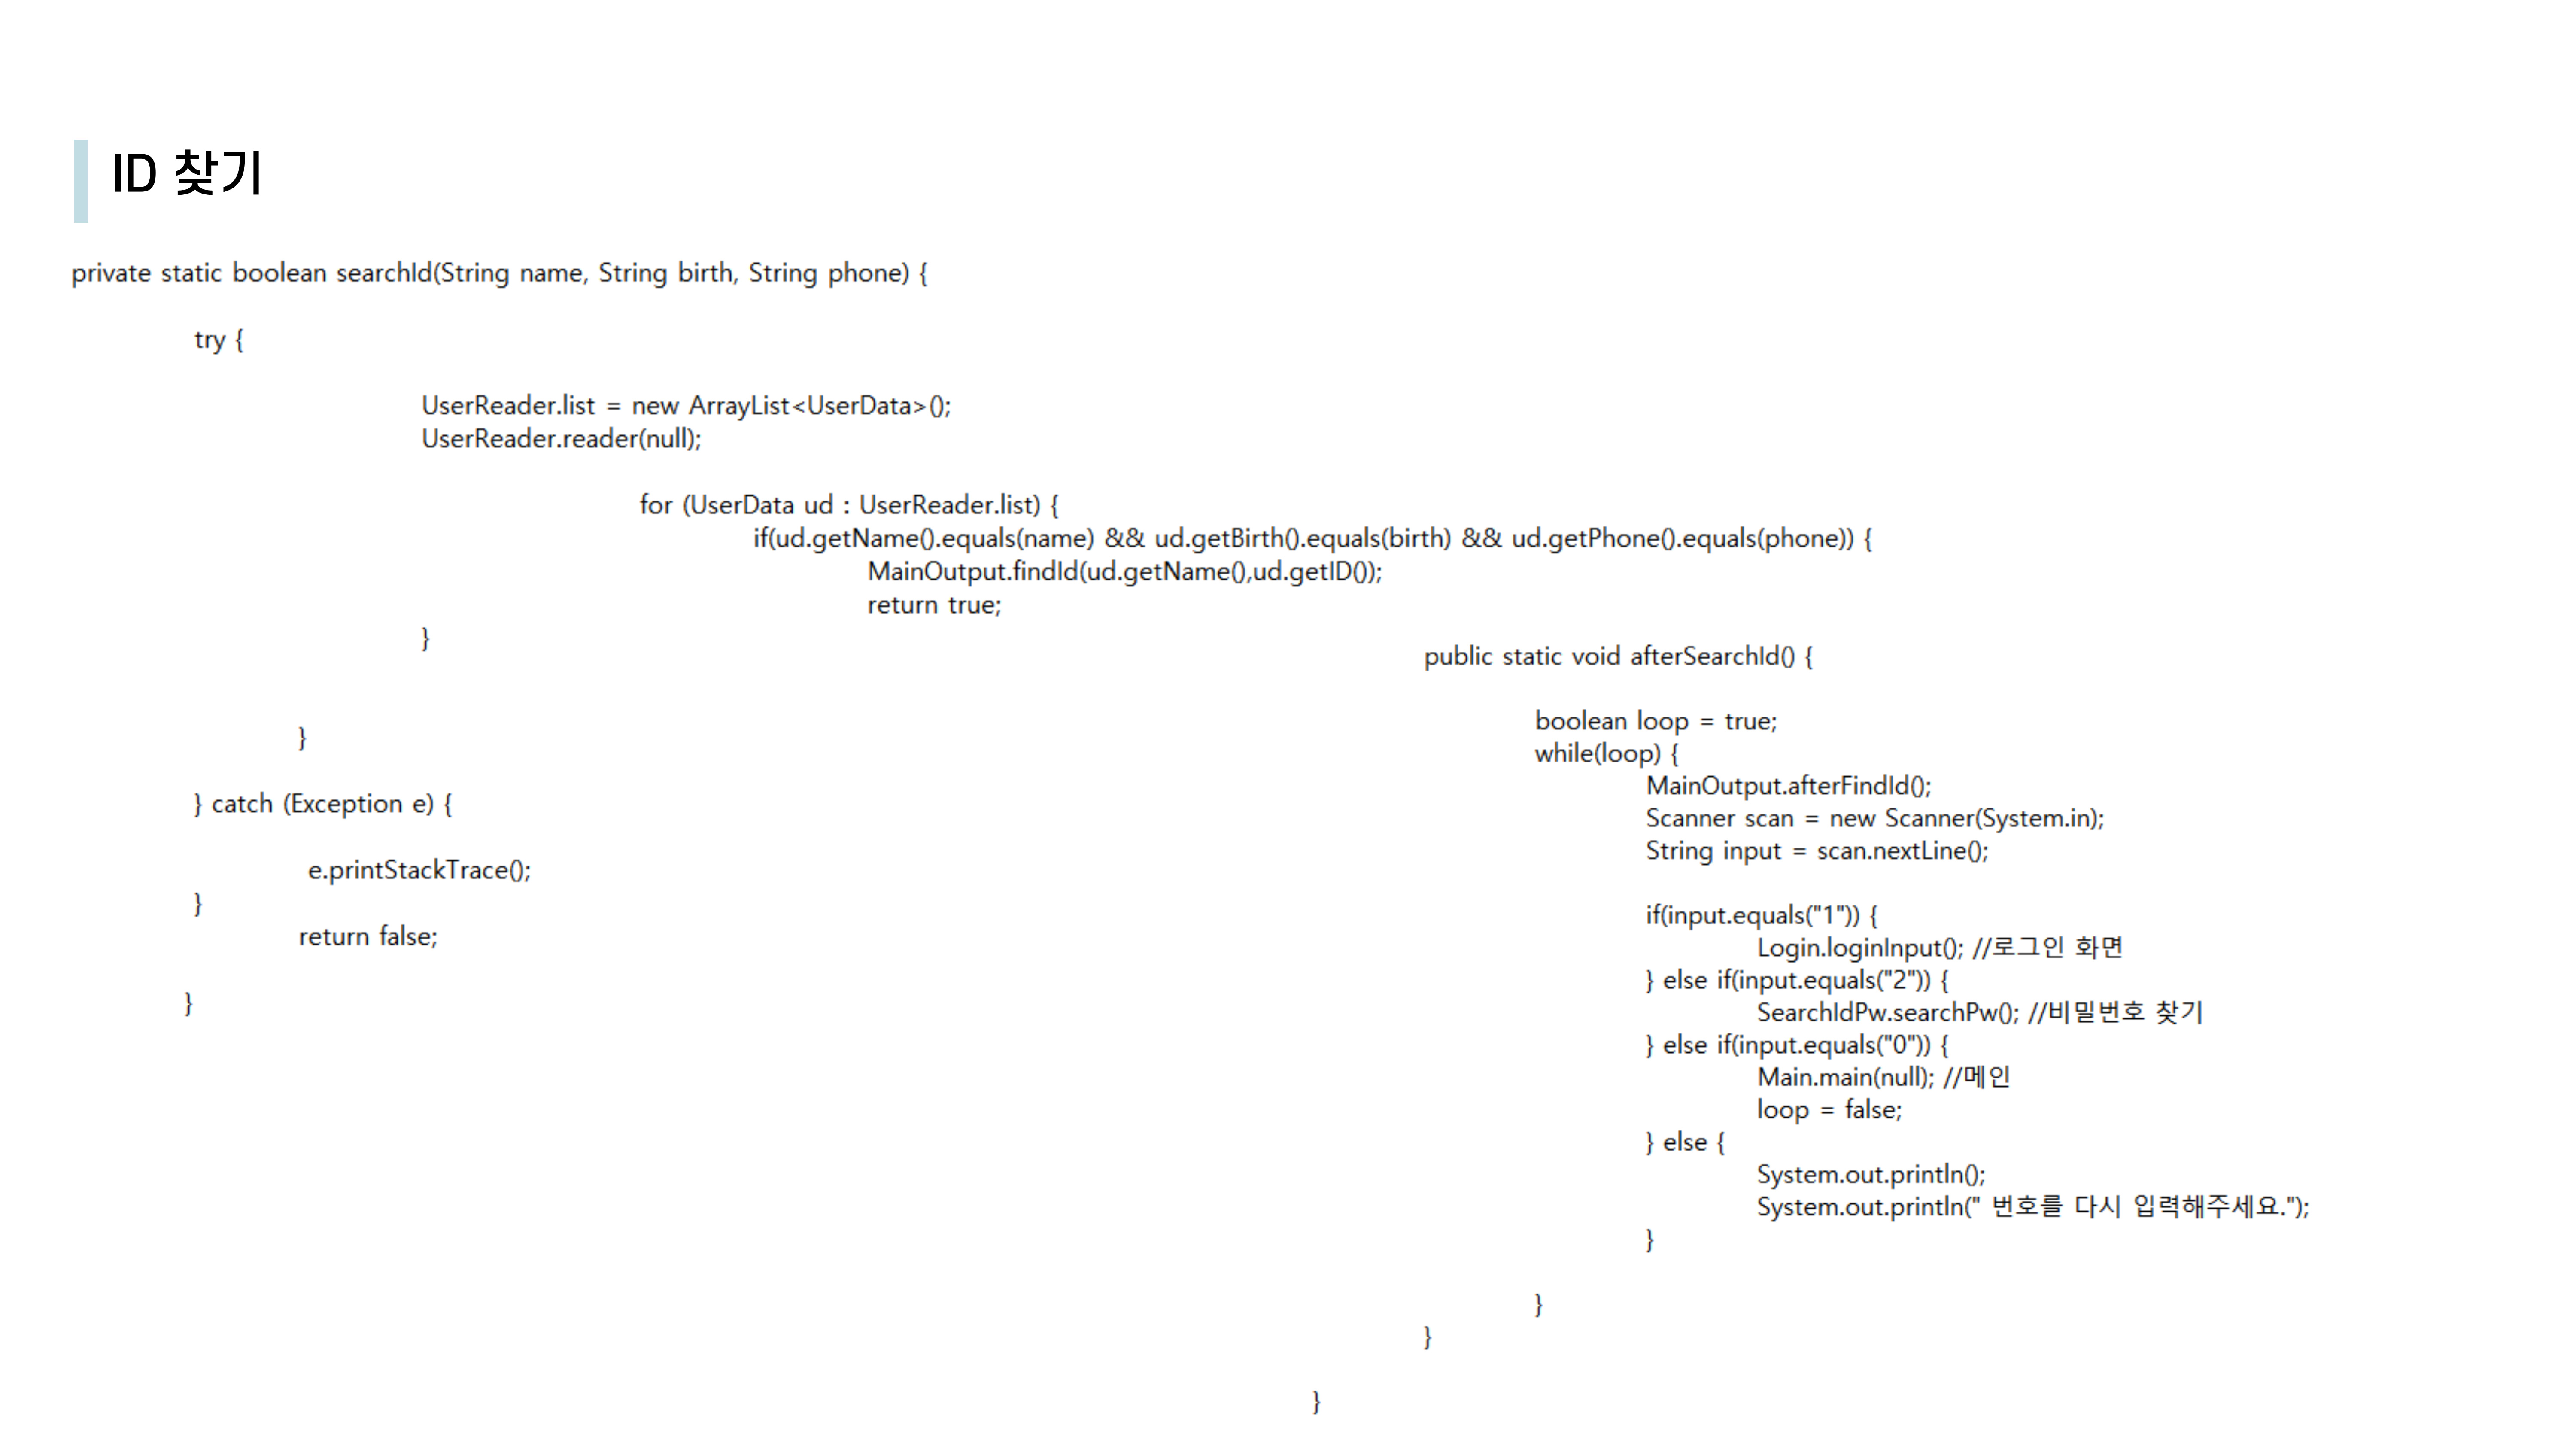 ID 찾기
private static boolean searchId(String name, String birth, String phone) {
try {
UserReader.list = new ArrayList<UserData>();
UserReader.reader(null);
for (UserData ud : UserReader.list) {
if(ud.getName().equals(name) && ud.getBirth().equals(birth) && ud.getPhone().equals(phone)) {
MainOutput.findId(ud.getName(),ud.getID());
return true;
}
}
} catch (Exception e) {
e.printStackTrace();
}
return false;
}
public static void afterSearchId() {
boolean loop = true;
while(loop) {
MainOutput.afterFindId();
Scanner scan = new Scanner(System.in);
String input = scan.nextLine();
if(input.equals("1")) {
Login.loginInput(); //로그인 화면
} else if(input.equals("2")) {
SearchIdPw.searchPw(); //비밀번호 찾기
} else if(input.equals("0")) {
Main.main(null); //메인
loop = false;
} else {
System.out.println();
System.out.println(" 번호를 다시 입력해주세요.");
}
}
}
}